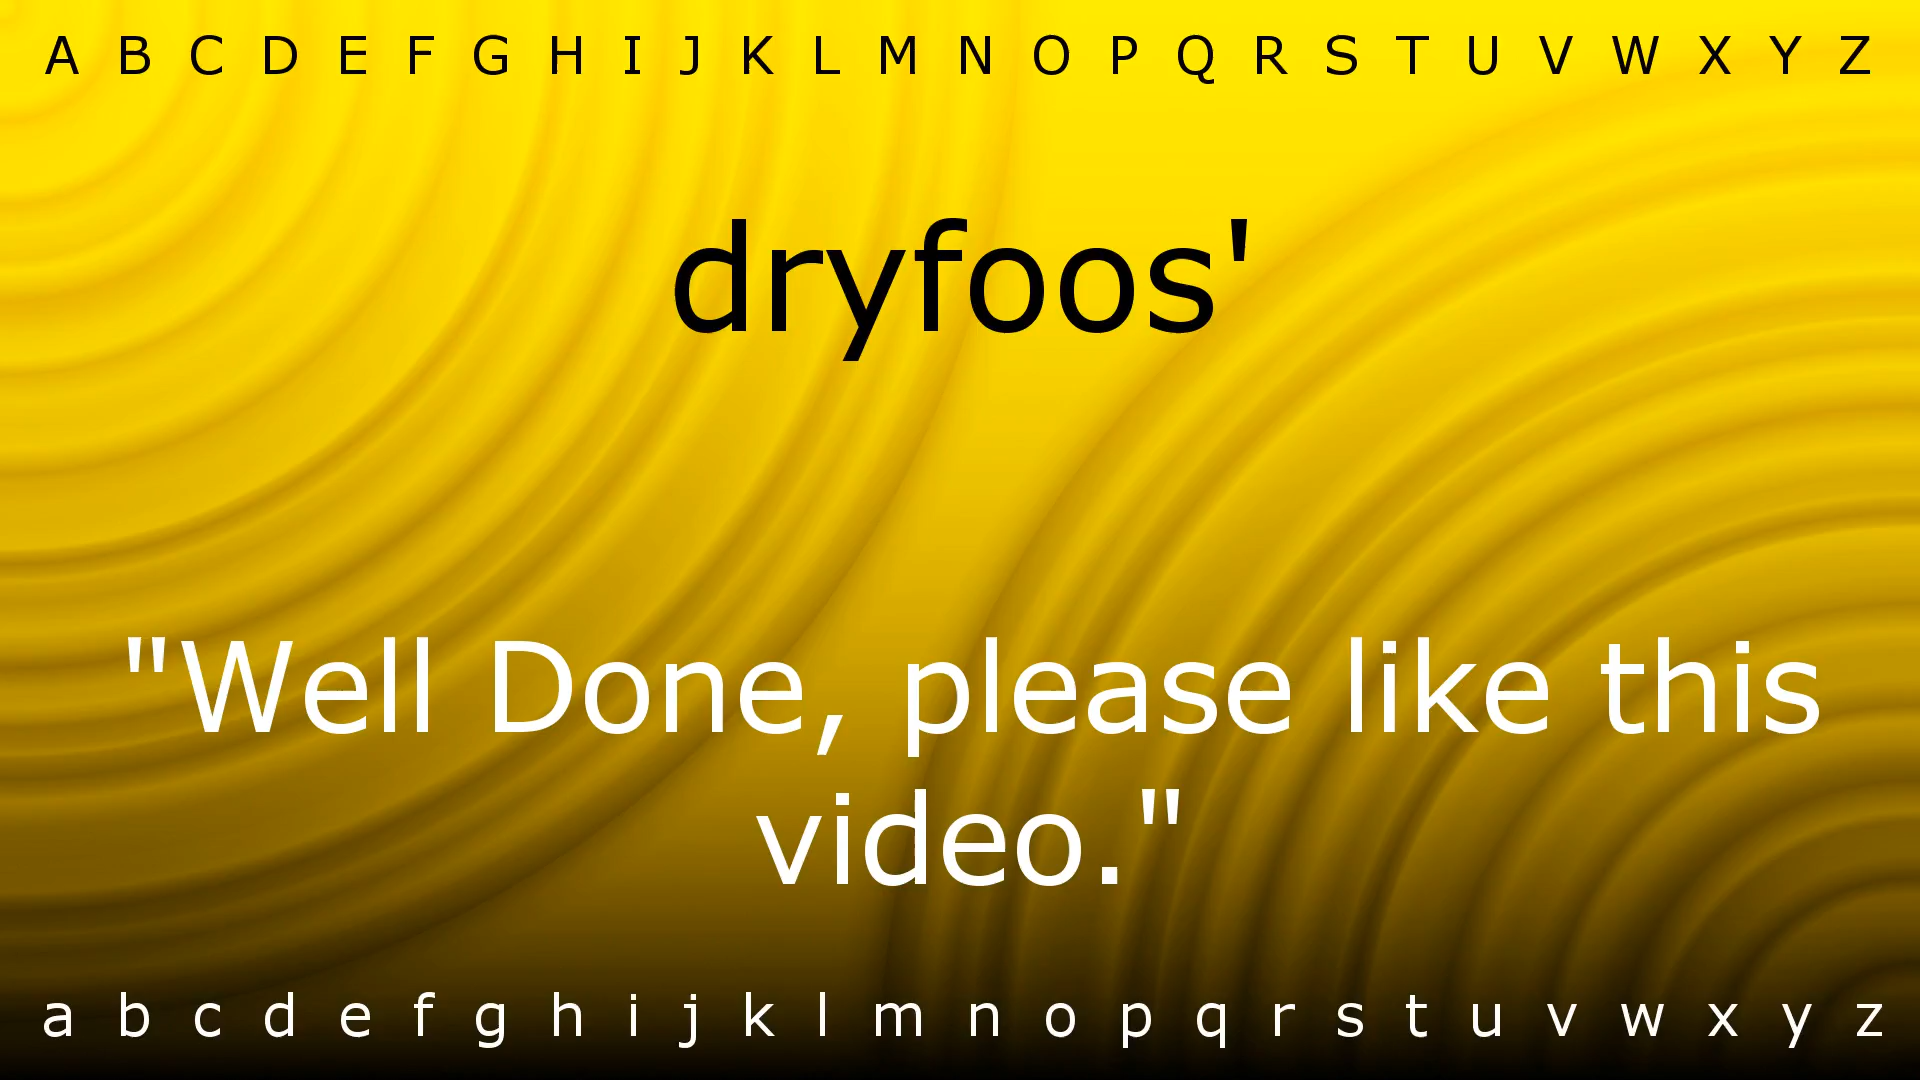 A B C D E F G H I J K L M N O P Q R S T U V W X Y Z
dryfoos'
"Well Done, please like this
video."
a b c d e f g h i j k l m n o p q r s t u v w x y z